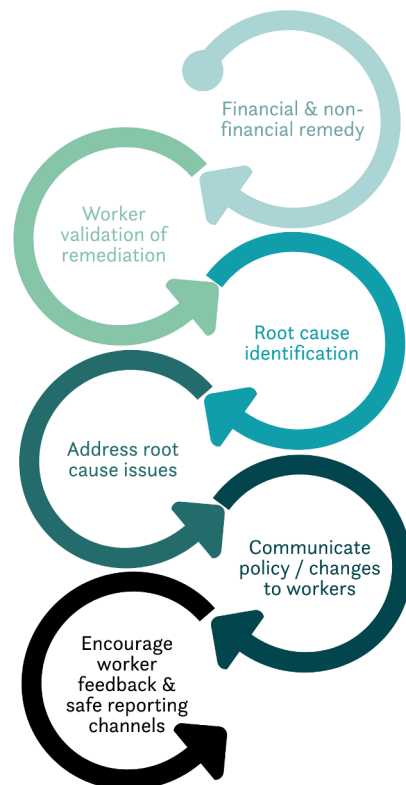 Financial & non-
financial remedy
Worker
validation of
remediation
Root cause
identification
Address root
cause issues
Communicate
policy / changes
to workers
Encourage
worker
feedback &
safe reporting
channels